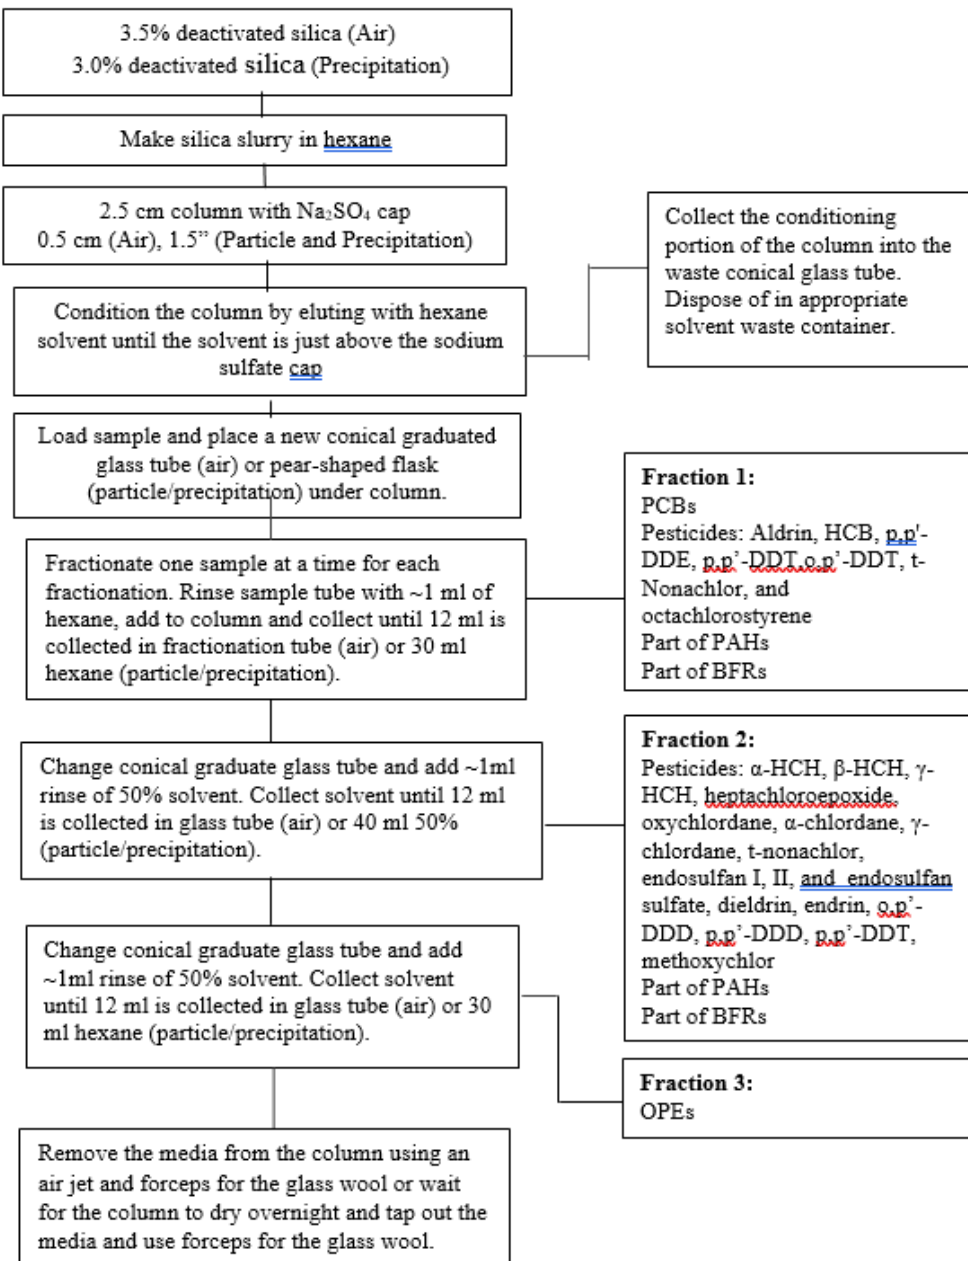 3.5% deactivated silica (Air)
3.0% deactivated silica (Precipitation)
Make silica slurry in hexane
2.5 cm column with Na₂SO₄ cap
0.5 cm (Air), 1.5” (Particle and Precipitation)
Collect the conditioning
portion of the column into the
waste conical glass tube.
Dispose of in appropriate
solvent waste container.
Condition the column by eluting with hexane
solvent until the solvent is just above the sodium
sulfate cap
Load sample and place a new conical graduated
glass tube (air) or pear-shaped flask
(particle/precipitation) under column.
Fraction 1:
PCBs
Pesticides: Aldrin, HCB, p,p'-
DDE, p,p’-DDT,o,p’-DDT, t-
Nonachlor, and
octachlorostyrene
Part of PAHs
Part of BFRs
Fractionate one sample at a time for each
fractionation. Rinse sample tube with ~1 ml of
hexane, add to column and collect until 12 ml is
collected in fractionation tube (air) or 30 ml
hexane (particle/precipitation).
Fraction 2:
Pesticides: α-HCH, β-HCH, γ-
HCH, heptachloroepoxide,
oxychlordane, α-chlordane, γ-
chlordane, t-nonachlor,
endosulfan I, II, and  endosulfan
sulfate, dieldrin, endrin, o,p’-
DDD, p,p’-DDD, p,p’-DDT,
methoxychlor
Part of PAHs
Part of BFRs
Change conical graduate glass tube and add ~1ml
rinse of 50% solvent. Collect solvent until 12 ml
is collected in glass tube (air) or 40 ml 50%
(particle/precipitation).
Change conical graduate glass tube and add
~1ml rinse of 50% solvent. Collect solvent
until 12 ml is collected in glass tube (air) or 30
ml hexane (particle/precipitation).
Fraction 3:
OPEs
Remove the media from the column using an
air jet and forceps for the glass wool or wait
for the column to dry overnight and tap out the
media and use forceps for the glass wool.